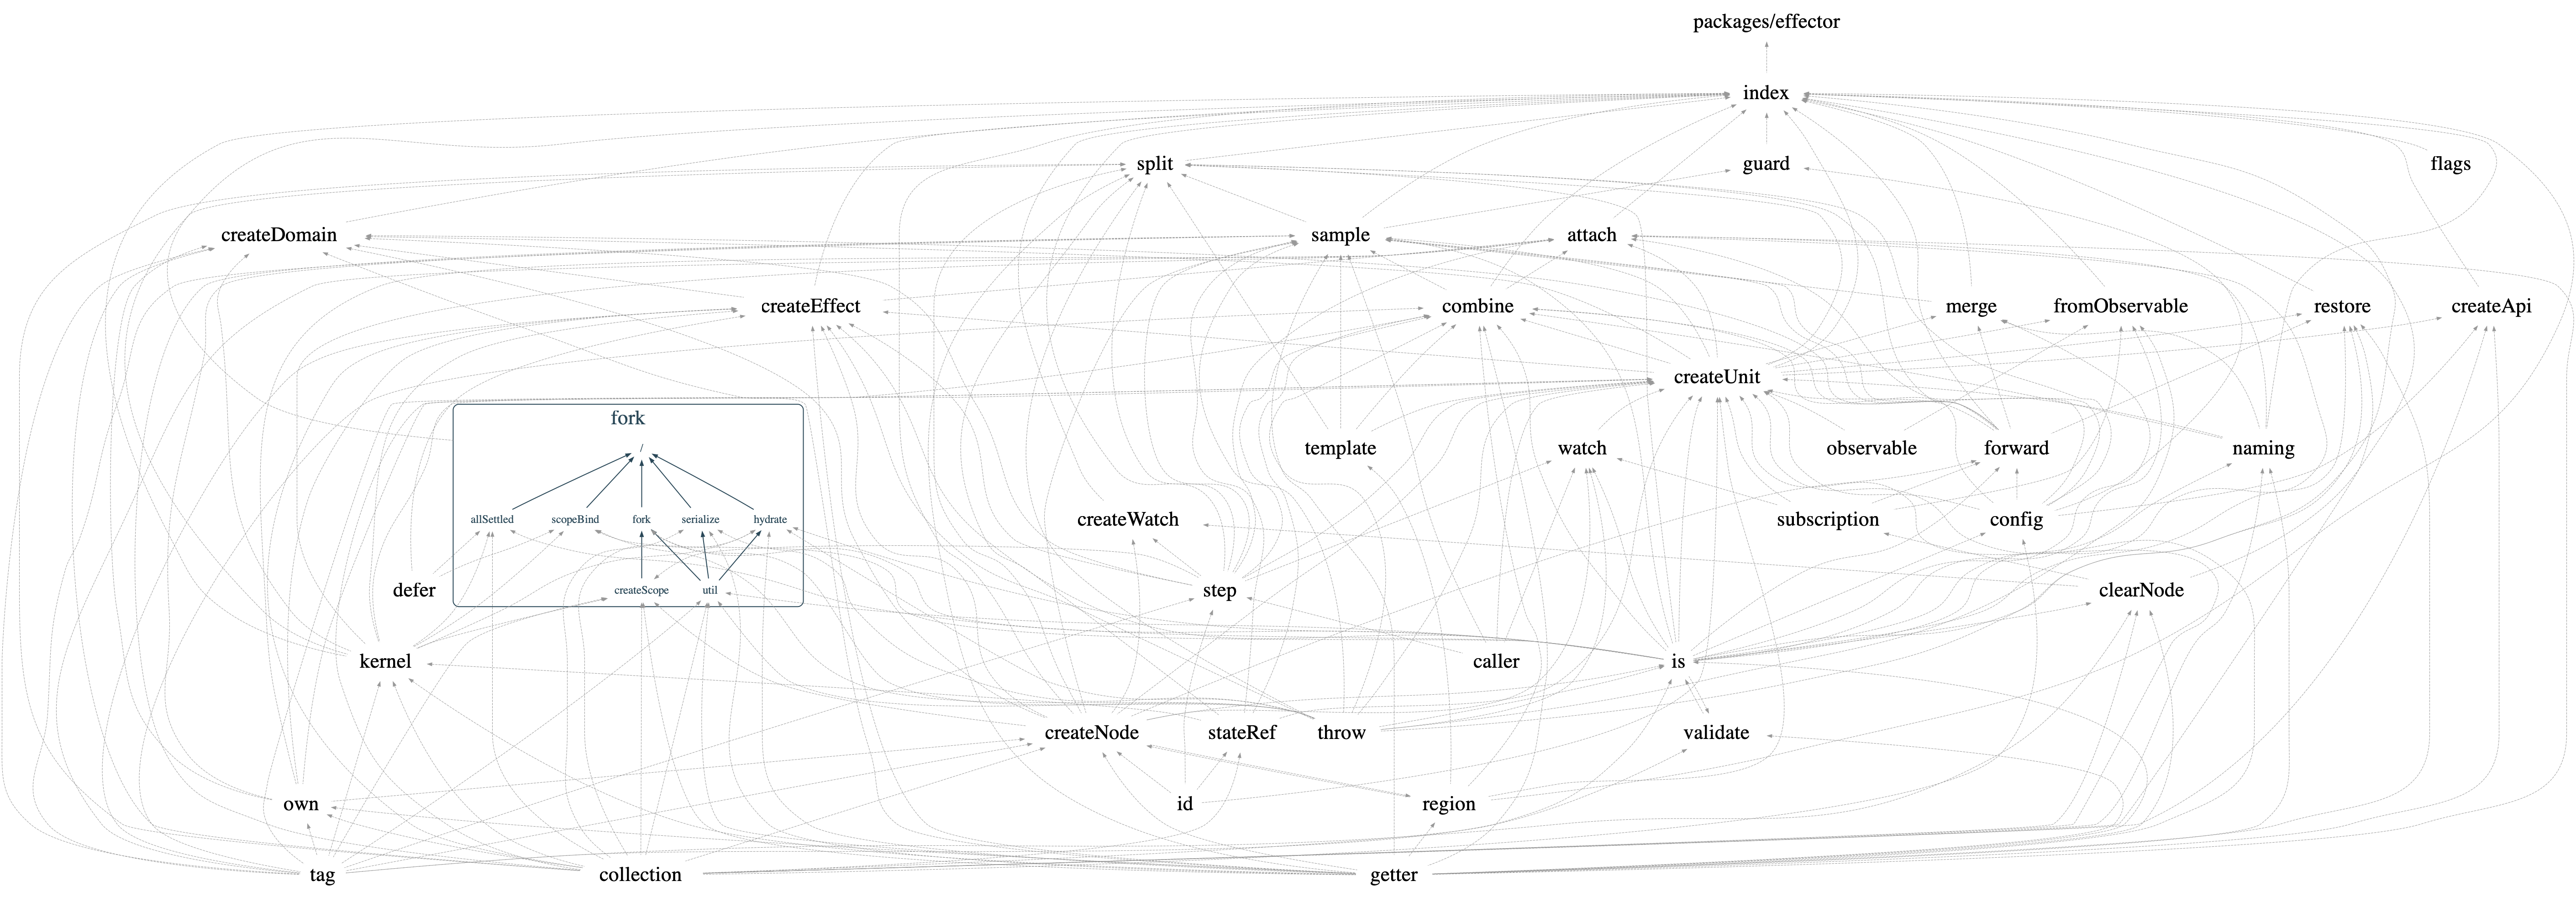 packages/effector
index
split
guard
flags
createDomain
sample
attach
createEffect
combine
merge
fromObservable
restore
createApi
createUnit
fork
/
template
watch
observable
forward
naming
allSettled
scopeBind
fork
serialize
hydrate
createWatch
subscription
config
defer
createScope
util
step
clearNode
kernel
caller
is
createNode
stateRef
throw
validate
own
id
region
tag
collection
getter